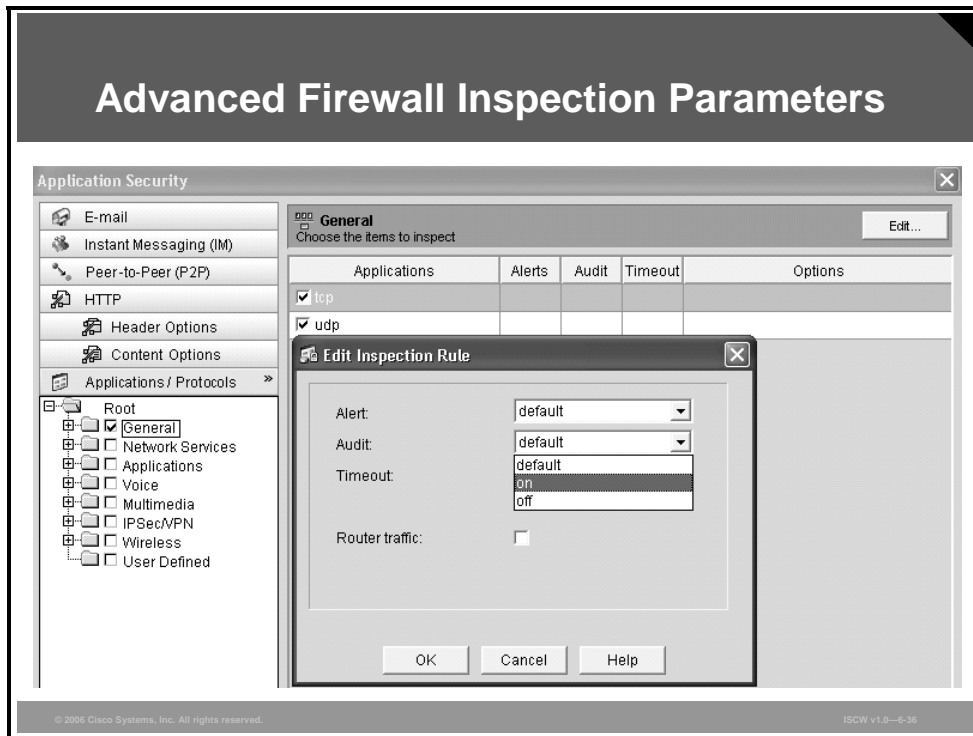 Advanced Firewall Inspection Parameters
Application Security
E-mail
Instant Messaging (IM)
Peer-to-Peer (P2P)
HTTP
Header Options
Content Options
Applications / Protocols »
Root
General
Network Services
Applications
Voice
Multimedia
IPSec/VPN
Wireless
User Defined
General
Choose the items to inspect
Edit...
Applications Alerts Audit Timeout Options
tcp
udp
Edit Inspection Rule
Alert: default
Audit: default
default
on
off
Timeout:
Router traffic:
OK Cancel Help
© 2006 Cisco Systems, Inc. All rights reserved. ISCW v1.0—6-36